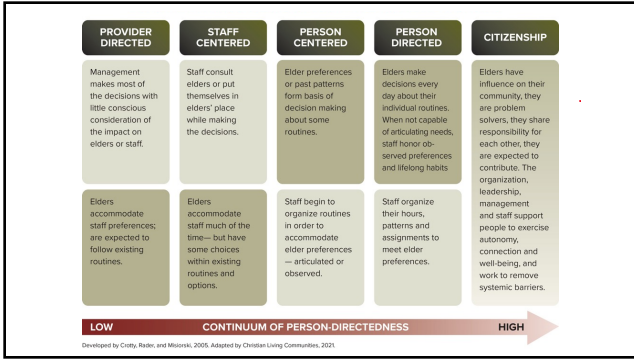 PROVIDER
DIRECTED
STAFF
CENTERED
PERSON
CENTERED
PERSON
DIRECTED
CITIZENSHIP
Management
makes most of
the decisions with
little conscious
consideration of
the impact on
elders or staff.
Staff consult
elders or put
themselves in
elders’ place
while making
the decisions.
Elder preferences
or past patterns
form basis of
decision making
about some
routines.
Elders make
decisions every
day about their
individual routines.
When not capable
of articulating needs,
staff honor ob-
served preferences
and lifelong habits
Elders have
influence on their
community, they
are problem
solvers, they share
responsibility for
each other, they
are expected to
contribute. The
organization,
leadership,
management
and staff support
people to exercise
autonomy,
connection and
well-being, and
work to remove
systemic barriers.
Elders
accommodate
staff preferences;
are expected to
follow existing
routines.
Elders
accommodate
staff much of the
time— but have
some choices
within existing
routines and
options.
Staff begin to
organize routines
in order to
accommodate
elder preferences
— articulated or
observed.
Staff organize
their hours,
patterns and
assignments to
meet elder
preferences.
LOW CONTINUUM OF PERSON-DIRECTEDNESS HIGH
Developed by Crotty, Rader, and Misiorski, 2005. Adapted by Christian Living Communities, 2021.